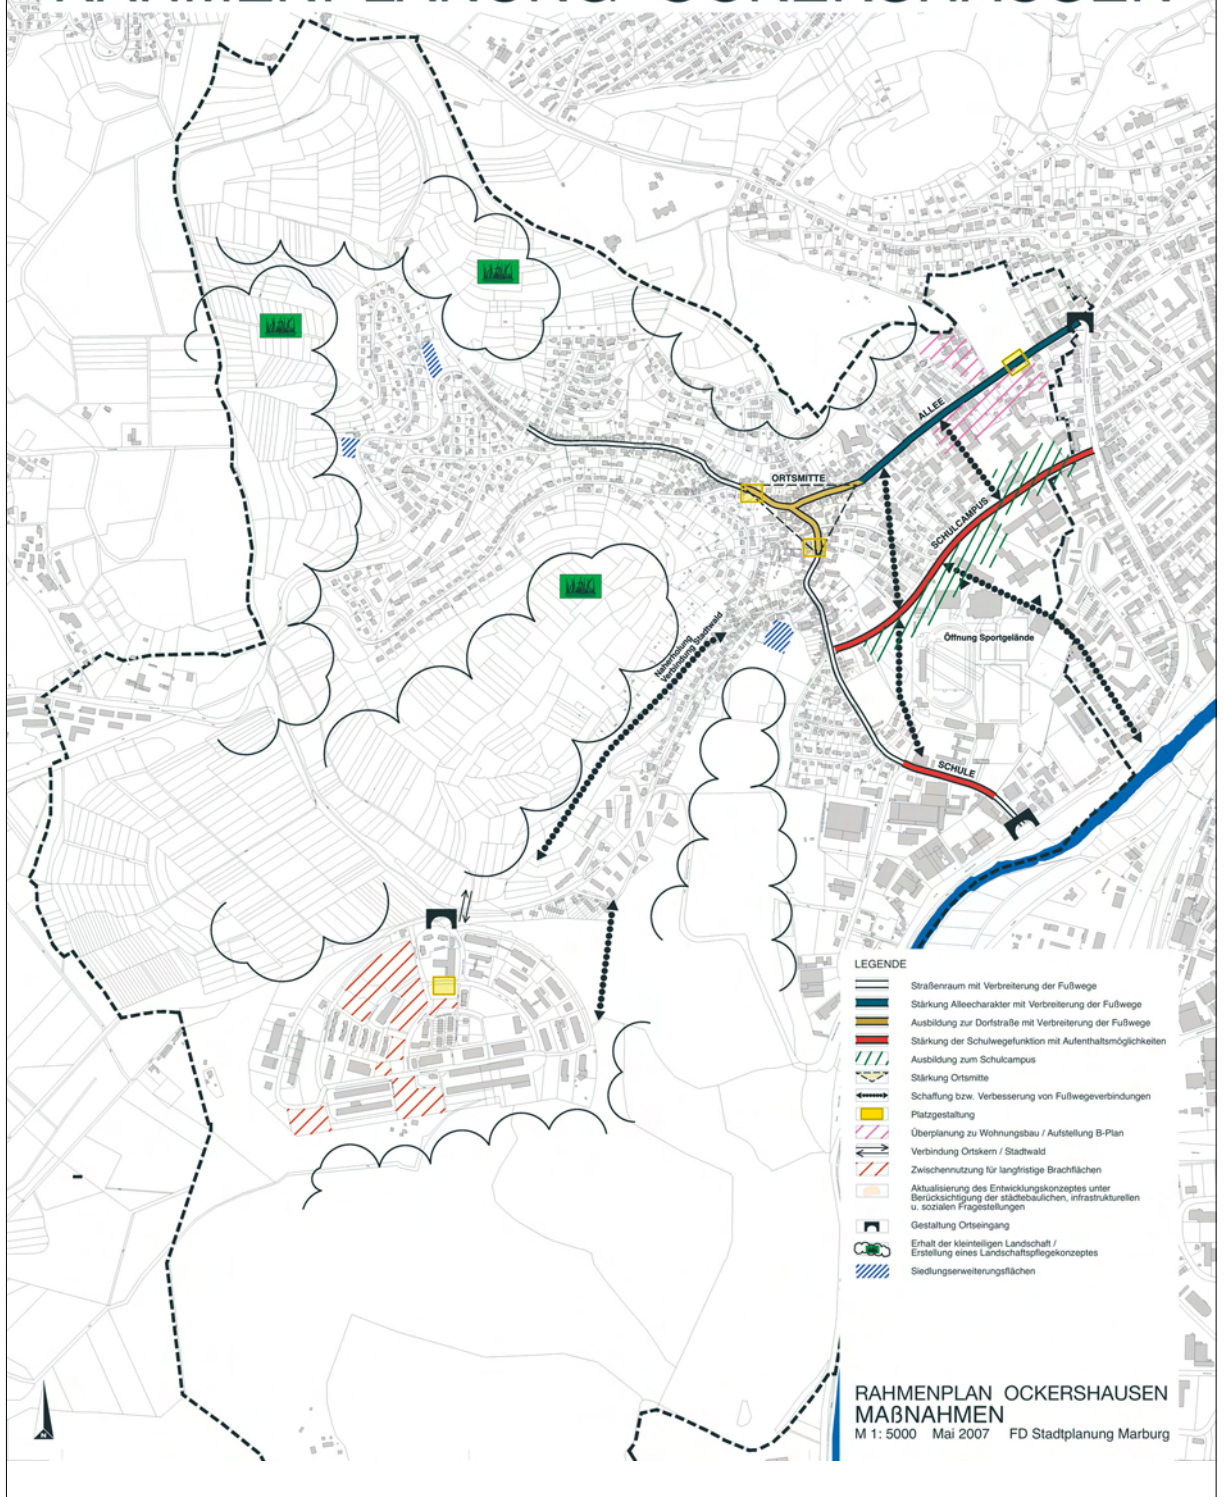 RAHMENPLANUNG OCKERSHAUSEN
ALLEE
ORTSMITTE
SCHULCAMPUS
Naherholung
Verbindung Stadtwald
Öffnung Sportgelände
SCHULE
LEGENDE
Straßenraum mit Verbreiterung der Fußwege
Stärkung Alleecharakter mit Verbreiterung der Fußwege
Ausbildung zur Dorfstraße mit Verbreiterung der Fußwege
Stärkung der Schulwegefunktion mit Aufenthaltsmöglichkeiten
Ausbildung zum Schulcampus
Stärkung Ortsmitte
Schaffung bzw. Verbesserung von Fußwegeverbindungen
Platzgestaltung
Überplanung zu Wohnungsbau / Aufstellung B-Plan
Verbindung Ortskern / Stadtwald
Zwischennutzung für langfristige Brachflächen
Aktualisierung des Entwicklungskonzeptes unter
Berücksichtigung der städtebaulichen, infrastrukturellen
u. sozialen Fragestellungen
Gestaltung Ortseingang
Erhalt der kleinteiligen Landschaft /
Erstellung eines Landschaftspflegekonzeptes
Siedlungserweiterungsflächen
N
RAHMENPLAN OCKERSHAUSEN
MAßNAHMEN
M 1: 5000 Mai 2007 FD Stadtplanung Marburg